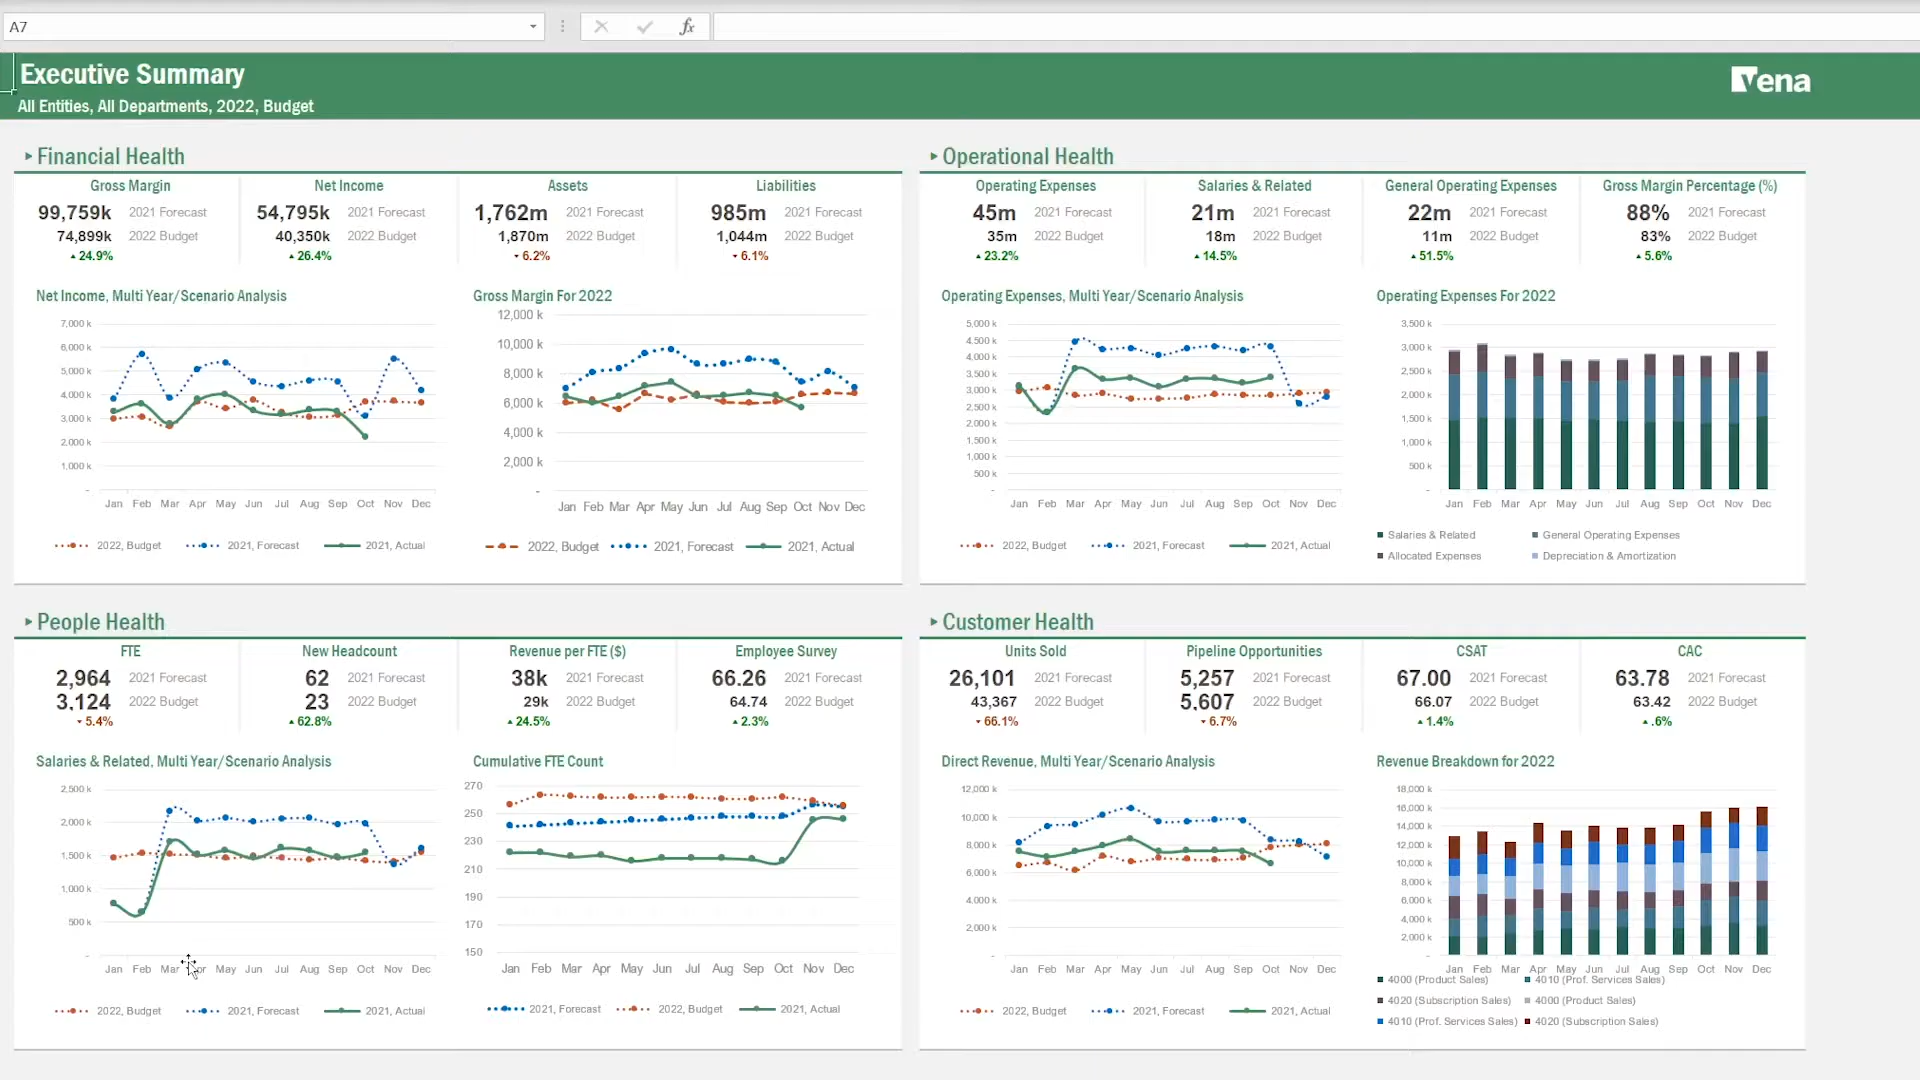 A7
fx
Executive Summary
All Entities, All Departments, 2022, Budget
Vena
Financial Health
Gross Margin
99,759k 2021 Forecast
74,899k 2022 Budget
24.9%
Net Income
54,795k 2021 Forecast
40,350k 2022 Budget
26.4%
Assets
1,762m 2021 Forecast
1,870m 2022 Budget
6.2%
Liabilities
985m 2021 Forecast
1,044m 2022 Budget
6.1%
Net Income, Multi Year/Scenario Analysis
7,000 k
6,000 k
5,000 k
4,000 k
3,000 k
2,000 k
1,000 k
-
Jan Feb Mar Apr May Jun Jul Aug Sep Oct Nov Dec
2022, Budget 2021, Forecast 2021, Actual
Gross Margin For 2022
12,000 k
10,000 k
8,000 k
6,000 k
4,000 k
2,000 k
-
Jan Feb Mar Apr May Jun Jul Aug Sep Oct Nov Dec
2022, Budget 2021, Forecast 2021, Actual
Operational Health
Operating Expenses
45m 2021 Forecast
35m 2022 Budget
23.2%
Salaries & Related
21m 2021 Forecast
18m 2022 Budget
14.5%
General Operating Expenses
22m 2021 Forecast
11m 2022 Budget
51.5%
Gross Margin Percentage (%)
88% 2021 Forecast
83% 2022 Budget
5.6%
Operating Expenses, Multi Year/Scenario Analysis
5,000 k
4,500 k
4,000 k
3,500 k
3,000 k
2,500 k
2,000 k
1,500 k
1,000 k
500 k
-
Jan Feb Mar Apr May Jun Jul Aug Sep Oct Nov Dec
2022, Budget 2021, Forecast 2021, Actual
Operating Expenses For 2022
3,500 k
3,000 k
2,500 k
2,000 k
1,500 k
1,000 k
500 k
-
Jan Feb Mar Apr May Jun Jul Aug Sep Oct Nov Dec
Salaries & Related General Operating Expenses
Allocated Expenses Depreciation & Amortization
People Health
FTE
2,964 2021 Forecast
3,124 2022 Budget
5.4%
New Headcount
62 2021 Forecast
23 2022 Budget
62.8%
Revenue per FTE ($)
38k 2021 Forecast
29k 2022 Budget
24.5%
Employee Survey
66.26 2021 Forecast
64.74 2022 Budget
2.3%
Salaries & Related, Multi Year/Scenario Analysis
2,500 k
2,000 k
1,500 k
1,000 k
500 k
-
Jan Feb Mar Apr May Jun Jul Aug Sep Oct Nov Dec
2022, Budget 2021, Forecast 2021, Actual
Cumulative FTE Count
270
250
230
210
190
170
150
Jan Feb Mar Apr May Jun Jul Aug Sep Oct Nov Dec
2021, Forecast 2022, Budget 2021, Actual
Customer Health
Units Sold
26,101 2021 Forecast
43,367 2022 Budget
66.1%
Pipeline Opportunities
5,257 2021 Forecast
5,607 2022 Budget
6.7%
CSAT
67.00 2021 Forecast
66.07 2022 Budget
1.4%
CAC
63.78 2021 Forecast
63.42 2022 Budget
.6%
Direct Revenue, Multi Year/Scenario Analysis
12,000 k
10,000 k
8,000 k
6,000 k
4,000 k
2,000 k
-
Jan Feb Mar Apr May Jun Jul Aug Sep Oct Nov Dec
2022, Budget 2021, Forecast 2021, Actual
Revenue Breakdown for 2022
18,000 k
16,000 k
14,000 k
12,000 k
10,000 k
8,000 k
6,000 k
4,000 k
2,000 k
-
Jan Feb Mar Apr May Jun Jul Aug Sep Oct Nov Dec
4000 (Product Sales) 4010 (Prof. Services Sales)
4020 (Subscription Sales) 4000 (Product Sales)
4010 (Prof. Services Sales) 4020 (Subscription Sales)